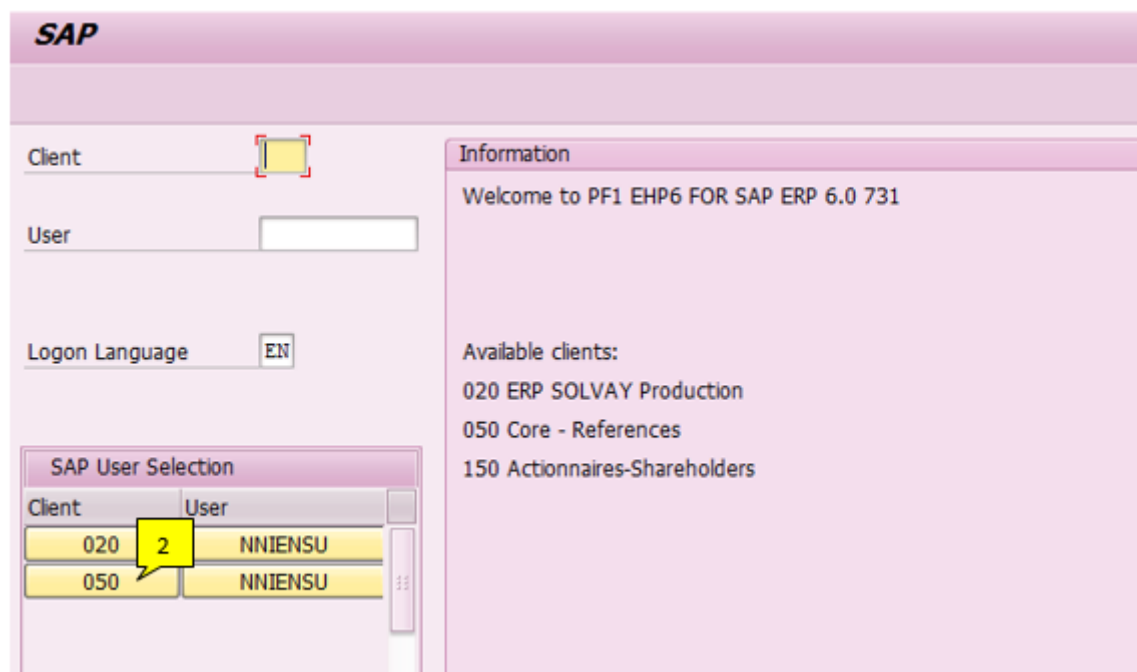 SAP
Client
User
Logon Language EN
SAP User Selection
Client User
020 NNIENSU
2
050 NNIENSU
Information
Welcome to PF1 EHP6 FOR SAP ERP 6.0 731
Available clients:
020 ERP SOLVAY Production
050 Core - References
150 Actionnaires-Shareholders